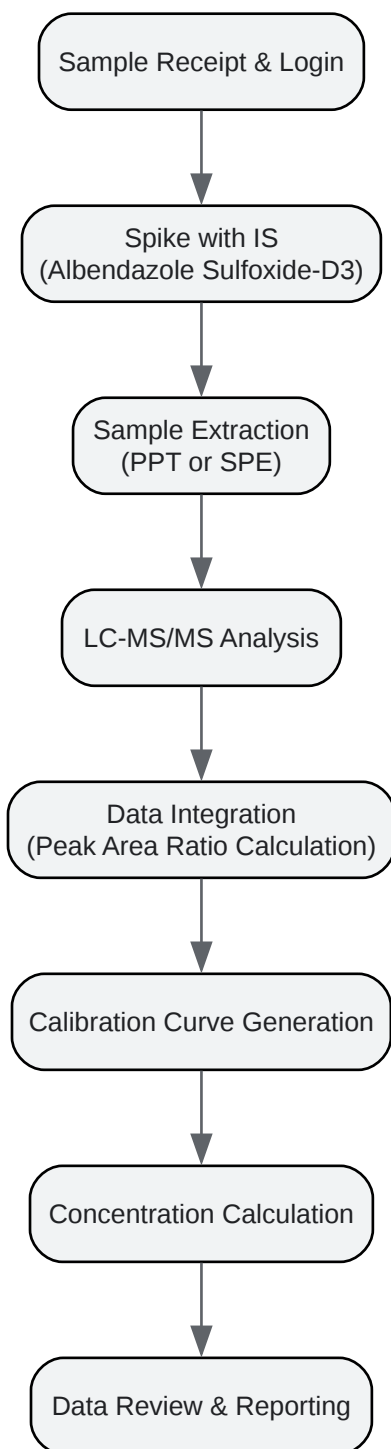 Sample Receipt & Login
Spike with IS
(Albendazole Sulfoxide-D3)
Sample Extraction
(PPT or SPE)
LC-MS/MS Analysis
Data Integration
(Peak Area Ratio Calculation)
Calibration Curve Generation
Concentration Calculation
Data Review & Reporting